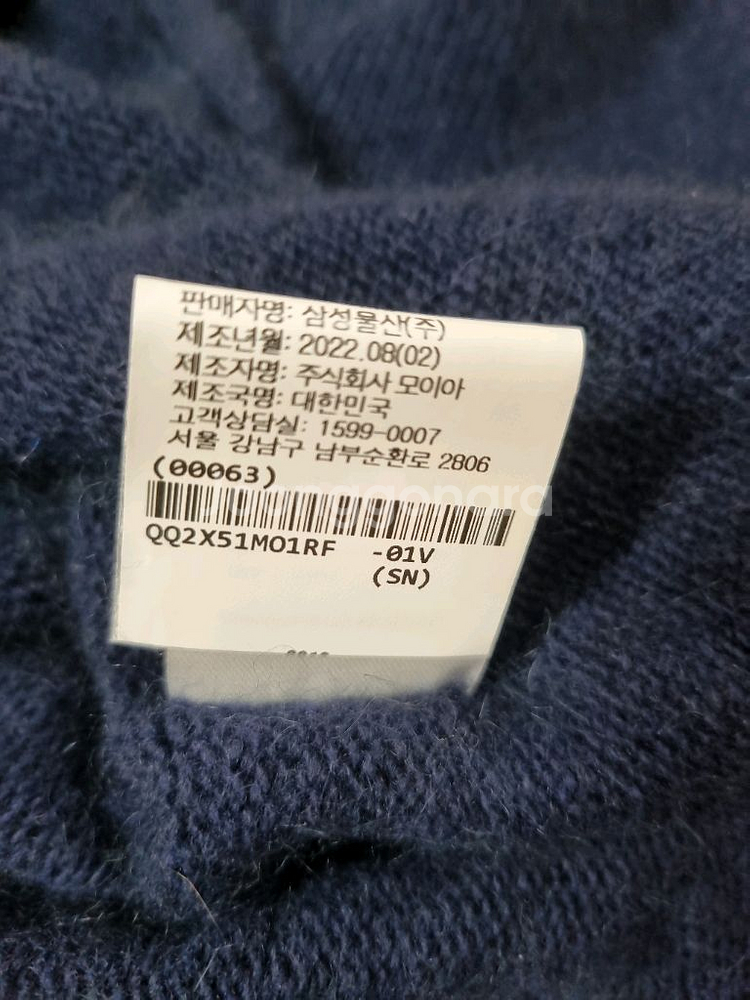 판매자명: 삼성물산(주)
제조년월: 2022.08(02)
제조자명: 주식회사 모이아
제조국명: 대한민국
고객상담실: 1599-0007
서울 강남구 남부순환로 2806
(00063)
QQ2X51MO1RF -01V
(SN)